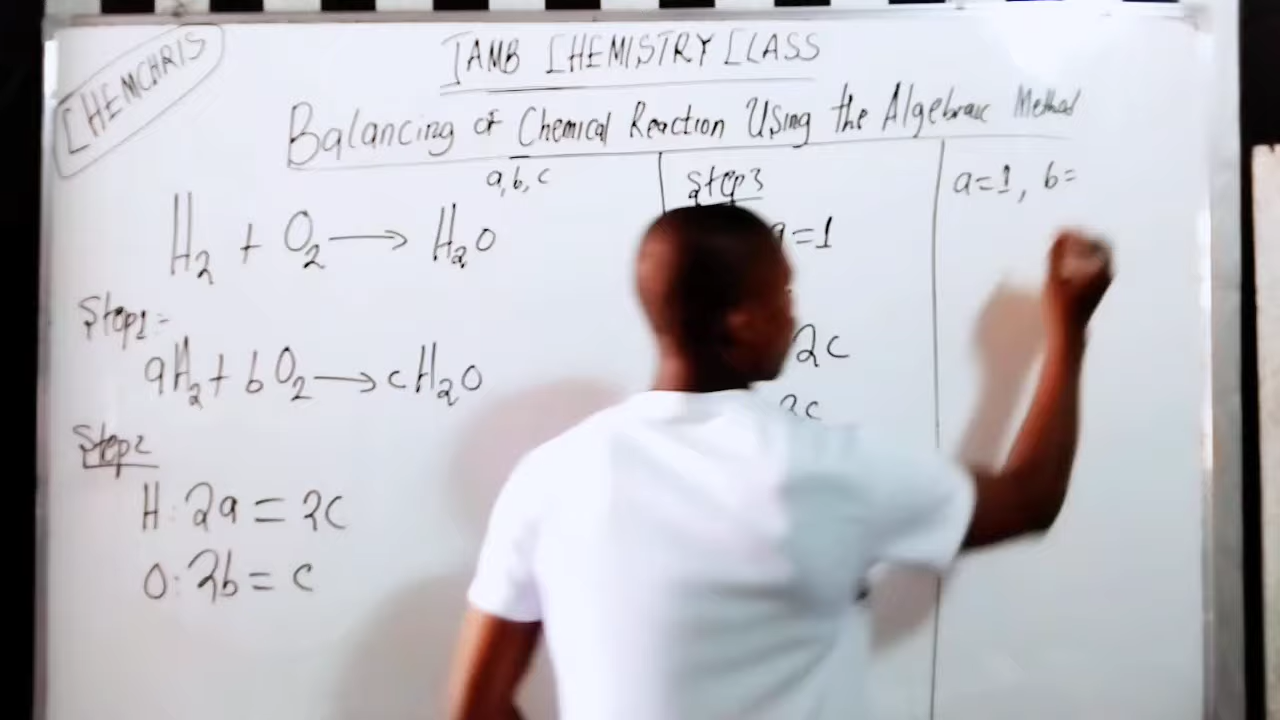 CHEMCHRIS
JAMB CHEMISTRY CLASS
Balancing of Chemical Reaction Using the Algebraic Method
a, b, c
H₂ + O₂ → H₂O
Step1:-
aH₂ + bO₂ → cH₂O
Step2
H: 2a = 2c
O: 2b = c
Step3
a=1
2c
2c
a=1, b=